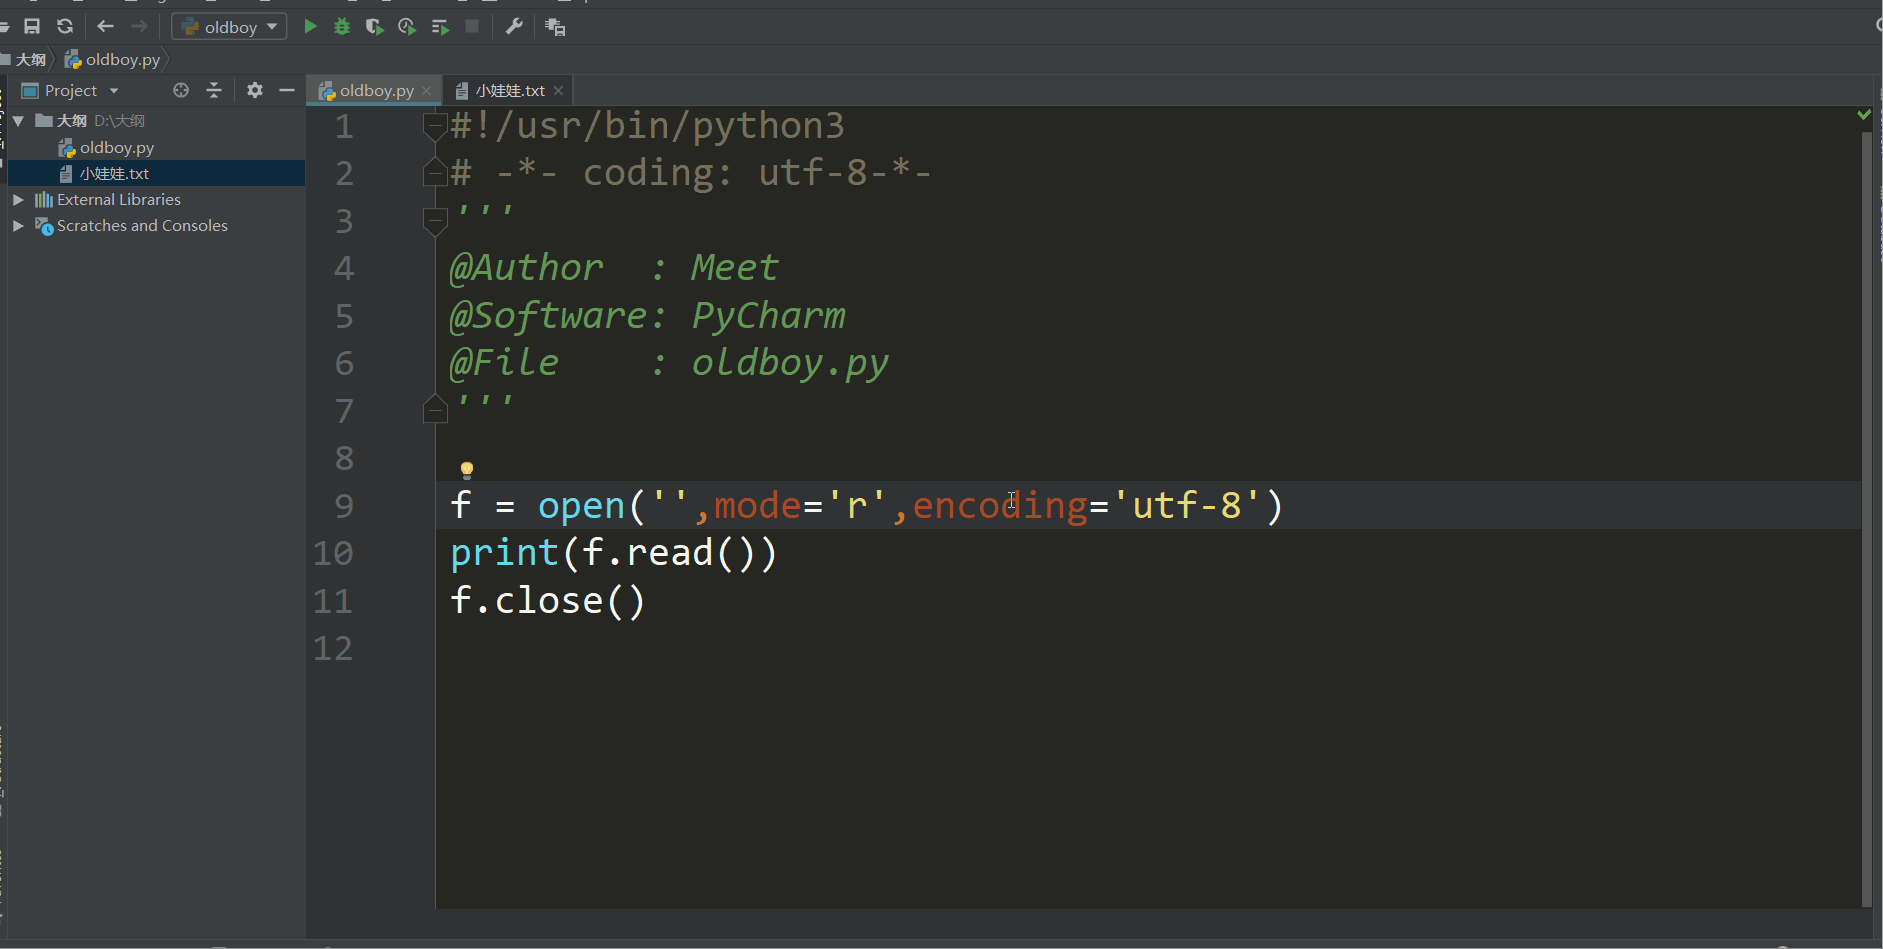 oldboy
大纲 oldboy.py
Project
oldboy.py
小娃娃.txt
大纲 D:\大纲
oldboy.py
小娃娃.txt
External Libraries
Scratches and Consoles
1 #!/usr/bin/python3
2 # -*- coding: utf-8-*-
3 '''
4 @Author  : Meet
5 @Software: PyCharm
6 @File    : oldboy.py
7 '''
8
9 f = open('',mode='r',encoding='utf-8')
10 print(f.read())
11 f.close()
12